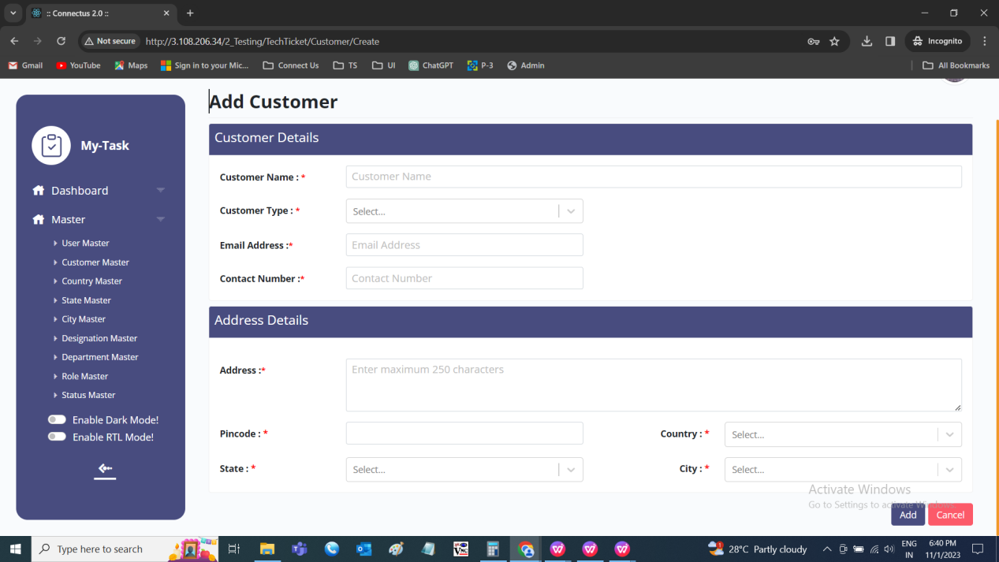 :: Connectus 2.0 ::
Not secure http://3.108.206.34/2_Testing/TechTicket/Customer/Create Incognito
Gmail YouTube Maps Sign in to your Mic... Connect Us TS UI ChatGPT P-3 Admin All Bookmarks
My-Task
Dashboard
Master
User Master
Customer Master
Country Master
State Master
City Master
Designation Master
Department Master
Role Master
Status Master
Enable Dark Mode!
Enable RTL Mode!
Add Customer
Customer Details
Customer Name : * Customer Name
Customer Type : * Select...
Email Address :* Email Address
Contact Number :* Contact Number
Address Details
Address :* Enter maximum 250 characters
Pincode : * Country : * Select...
State : * Select... City : * Select...
Activate Windows
Go to Settings to activate Windows.
Add Cancel
Type here to search 28°C Partly cloudy ENG 6:40 PM
IN 11/1/2023